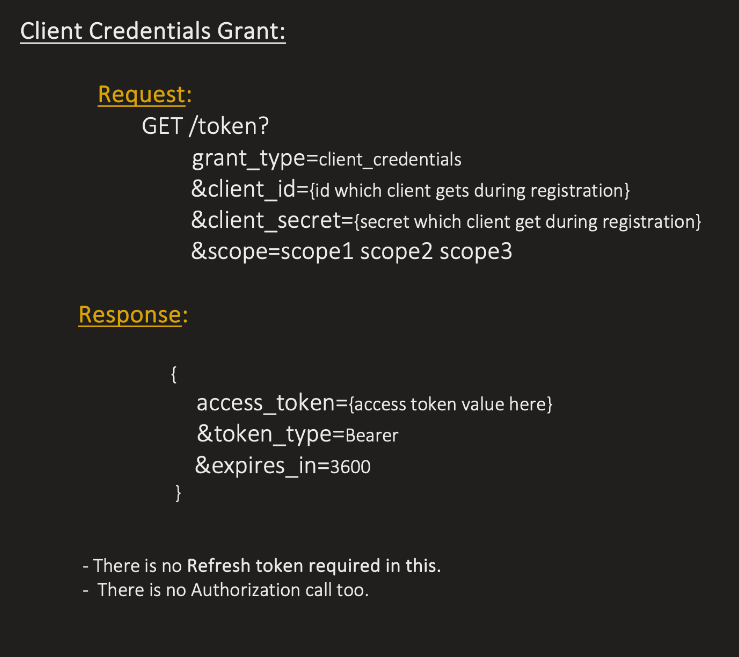 Client Credentials Grant:
Request:
GET /token?
grant_type=client_credentials
&client_id={id which client gets during registration}
&client_secret={secret which client get during registration}
&scope=scope1 scope2 scope3
Response:
{
access_token={access token value here}
&token_type=Bearer
&expires_in=3600
}
- There is no Refresh token required in this.
- There is no Authorization call too.